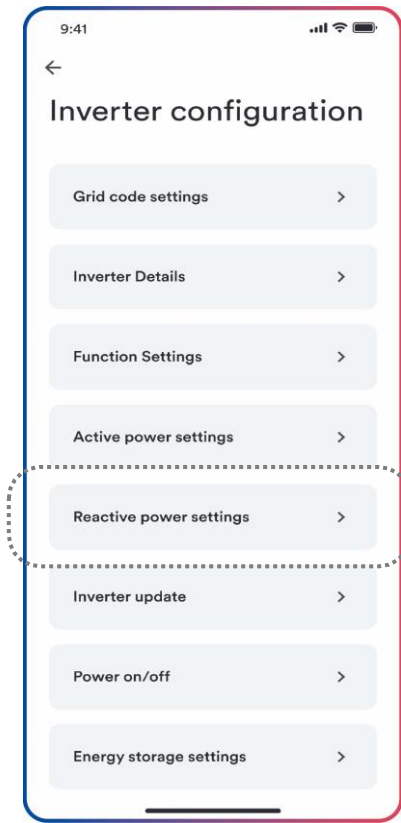 9:41
Inverter configuration
Grid code settings
Inverter Details
Function Settings
Active power settings
Reactive power settings
Inverter update
Power on/off
Energy storage settings